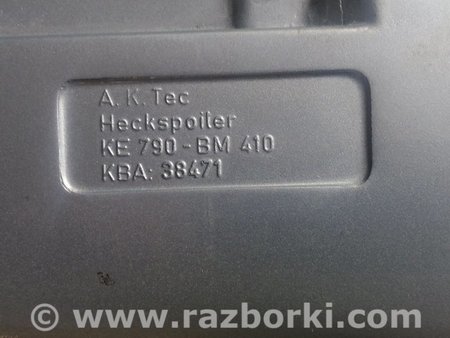 A. K. Tec
Heckspoiler
KE 790-BM 410
KBA: 38471
© www.razborki.com